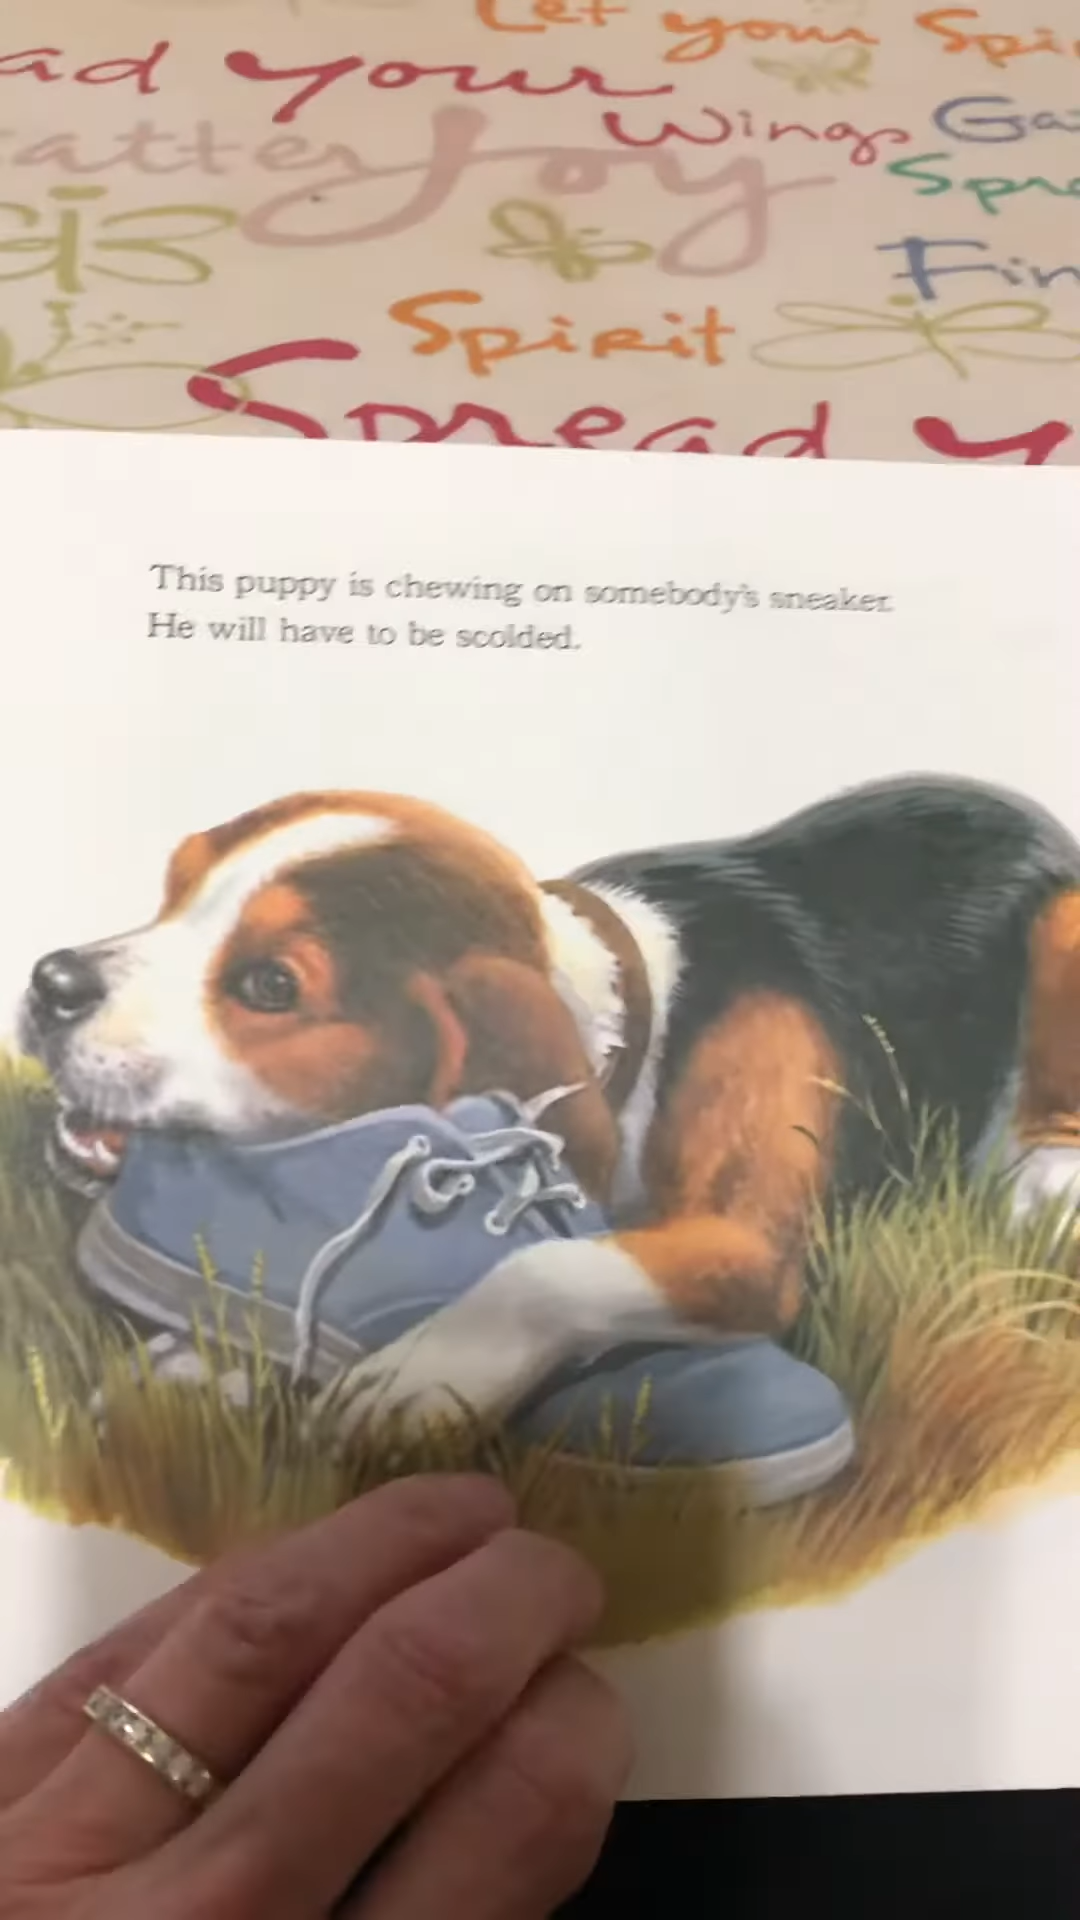 Let your Spi
ad your
Wings Ga
atter Joy
Spre
Fin
Spirit
Spread y
This puppy is chewing on somebody's sneaker.
He will have to be scolded.